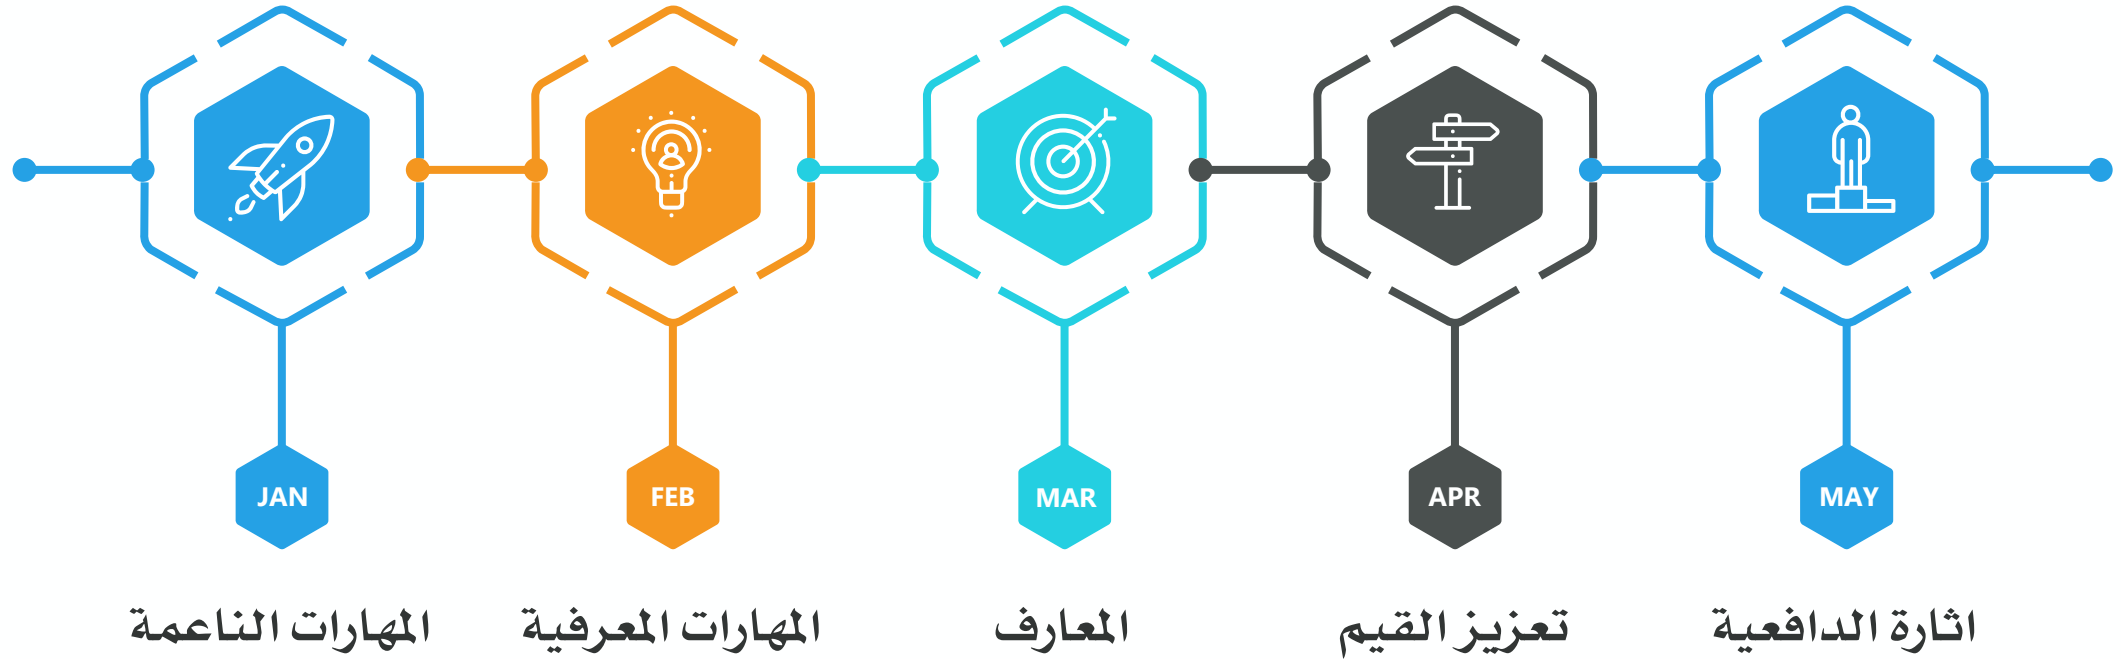 JAN
FEB
MAR
APR
MAY
المهارات الناعمة
المهارات المعرفية
المعارف
تعزيز القيم
اثارة الدافعية